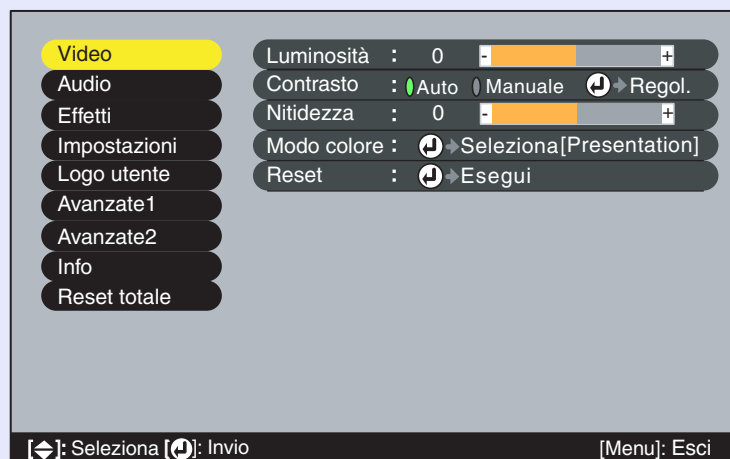 Video
Audio
Effetti
Impostazioni
Logo utente
Avanzate1
Avanzate2
Info
Reset totale
Luminosità : 0 - +
Contrasto : Auto Manuale Regol.
Nitidezza : 0 - +
Modo colore : Seleziona[Presentation]
Reset : Esegui
[]: Seleziona []: Invio [Menu]: Esci